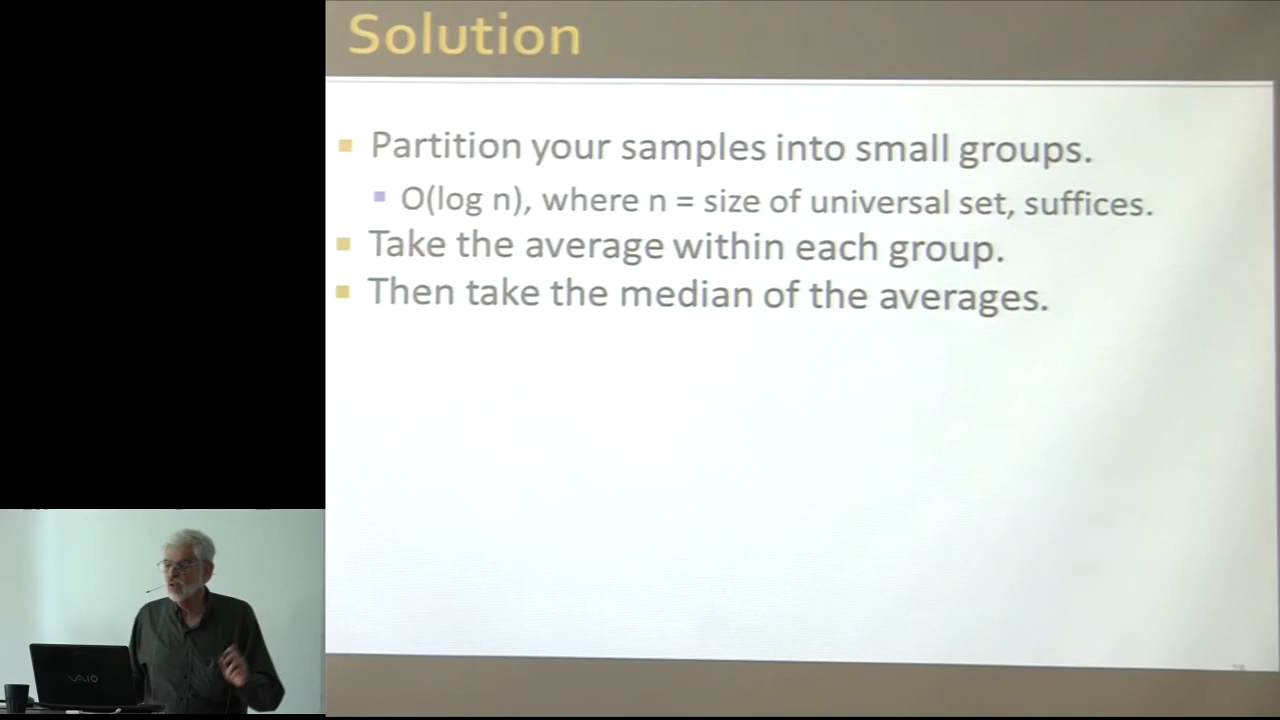 Solution
Partition your samples into small groups.
O(log n), where n = size of universal set, suffices.
Take the average within each group.
Then take the median of the averages.
VAIO